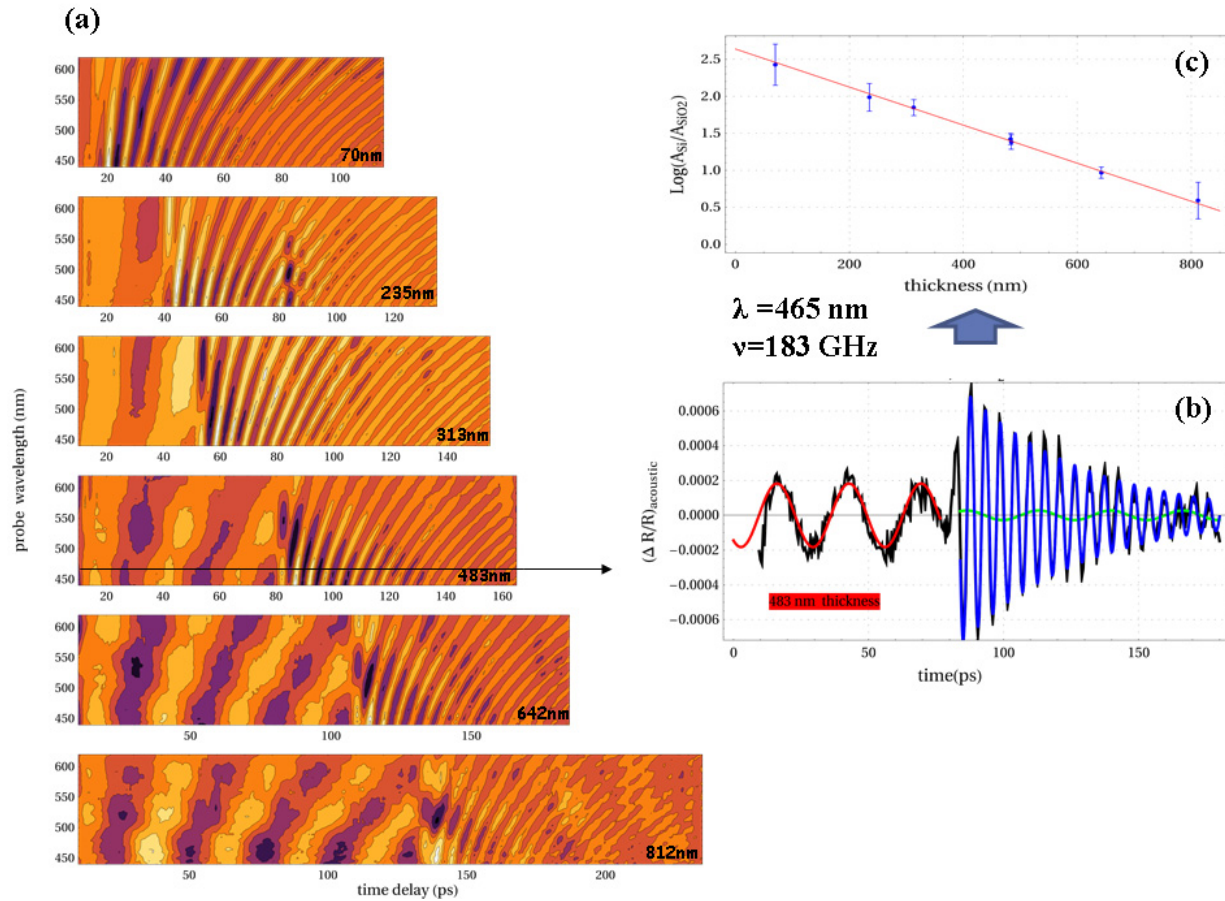 (a)
600
550
500
450
20 40 60 80 100
70nm
600
550
500
450
20 40 60 80 100 120
235nm
600
550
500
450
20 40 60 80 100 120 140
313nm
600
550
500
450
20 40 60 80 100 120 140 160
483nm
600
550
500
450
50 100 150
642nm
600
550
500
450
50 100 150 200
812nm
probe wavelength (nm)
time delay (ps)
(c)
2.5
2.0
1.5
1.0
0.5
0.0
0 200 400 600 800
Log(A_Si/A_SiO2)
thickness (nm)
λ =465 nm
ν=183 GHz
(b)
0.0006
0.0004
0.0002
0.0000
−0.0002
−0.0004
−0.0006
0 50 100 150
(Δ R/R)acoustic
483 nm thickness
time(ps)